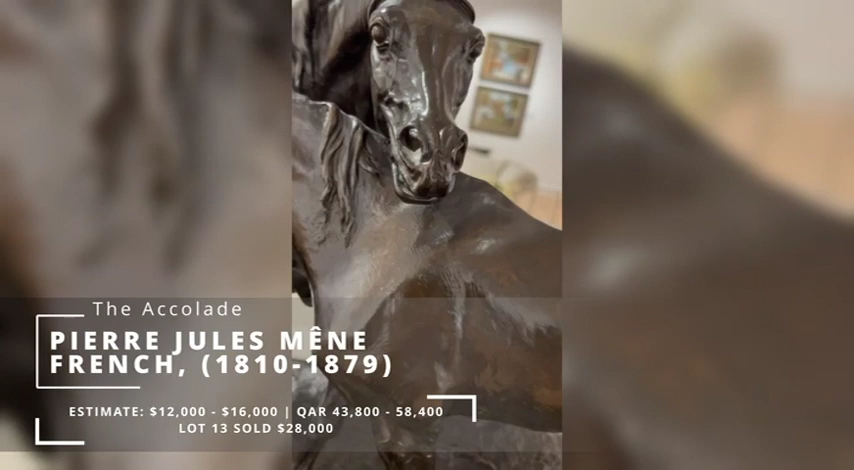 The Accolade
PIERRE JULES MÊNE
FRENCH, (1810-1879)
ESTIMATE: $12,000 - $16,000 | QAR 43,800 - 58,400
LOT 13 SOLD $28,000